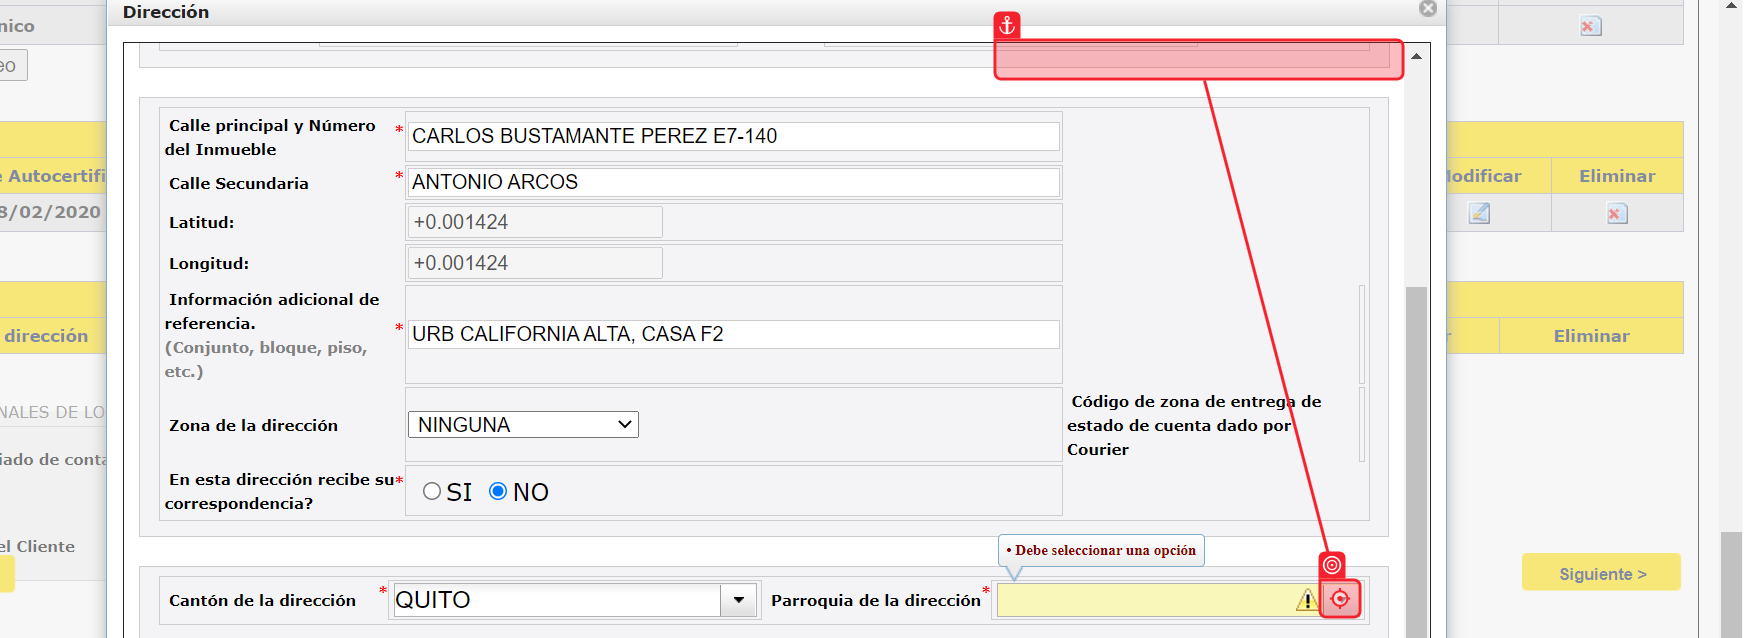 Dirección
nico
eo
Calle principal y Número
del Inmueble
*
CARLOS BUSTAMANTE PEREZ E7-140
Autocertifi
Modificar
Eliminar
Calle Secundaria
*
ANTONIO ARCOS
8/02/2020
Latitud:
+0.001424
Longitud:
+0.001424
Información adicional de
referencia.
(Conjunto, bloque, piso,
etc.)
*
URB CALIFORNIA ALTA, CASA F2
dirección
r
Eliminar
NALES DE LO
Zona de la dirección
NINGUNA
Código de zona de entrega de
estado de cuenta dado por
Courier
iado de conta
En esta dirección recibe su
correspondencia?
*
SI
NO
el Cliente
• Debe seleccionar una opción
Siguiente >
Cantón de la dirección
*
QUITO
Parroquia de la dirección
*